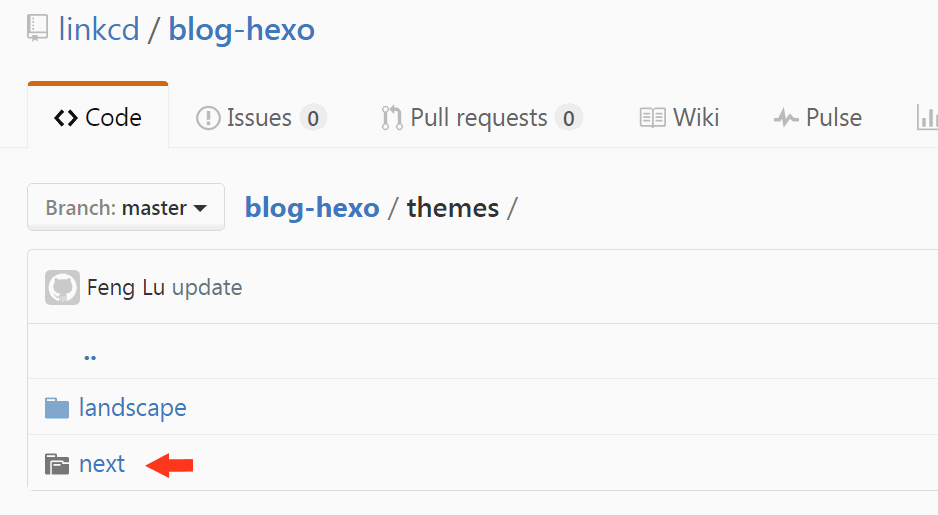 linkcd / blog-hexo
Code Issues 0 Pull requests 0 Wiki Pulse
Branch: master blog-hexo / themes /
Feng Lu update
..
landscape
next